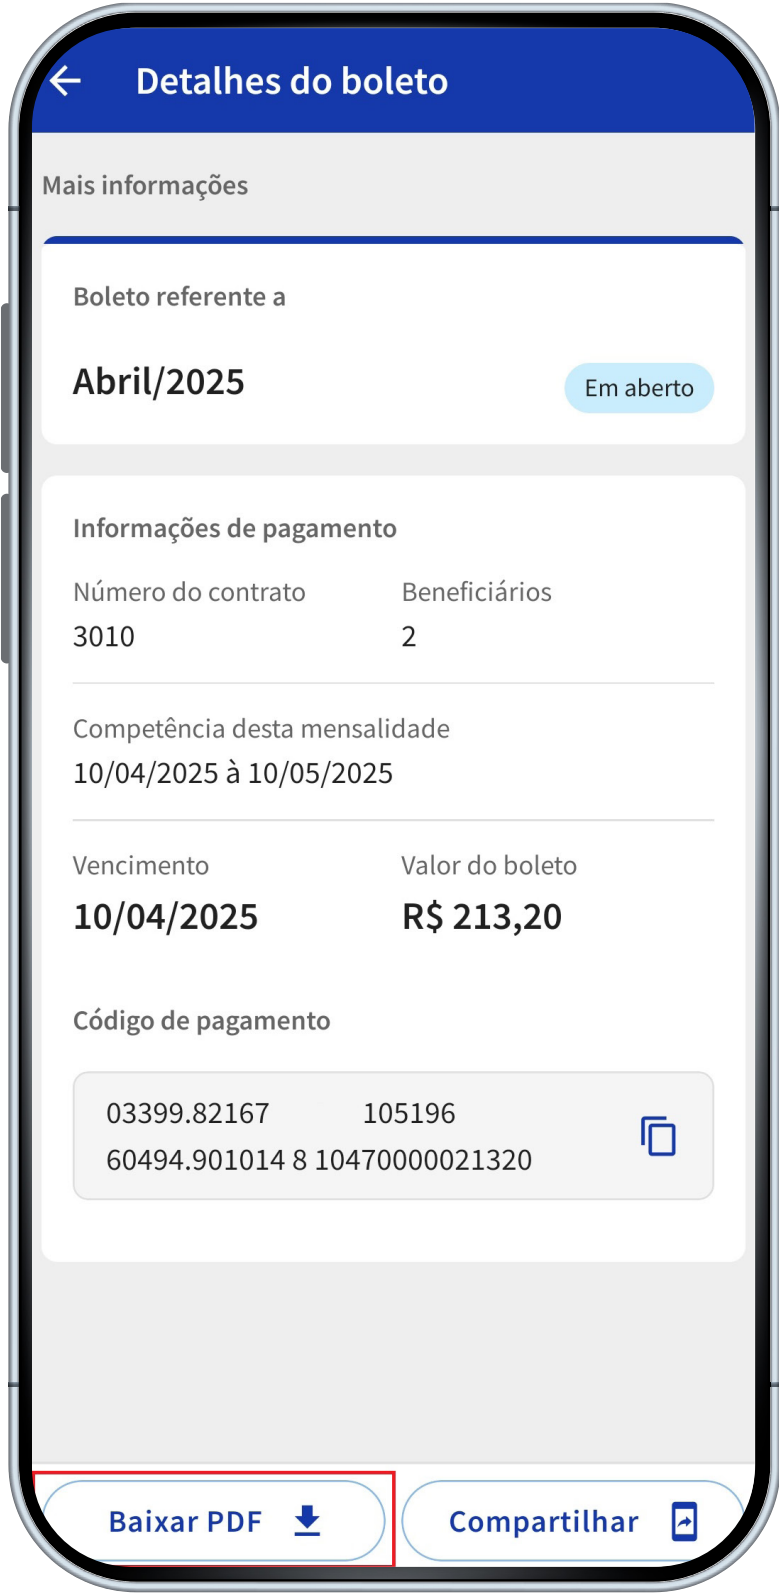 Detalhes do boleto
Mais informações
Boleto referente a
Abril/2025
Em aberto
Informações de pagamento
Número do contrato Beneficiários
3010 2
Competência desta mensalidade
10/04/2025 à 10/05/2025
Vencimento Valor do boleto
10/04/2025 R$ 213,20
Código de pagamento
03399.82167 105196
60494.901014 8 10470000021320
Baixar PDF Compartilhar